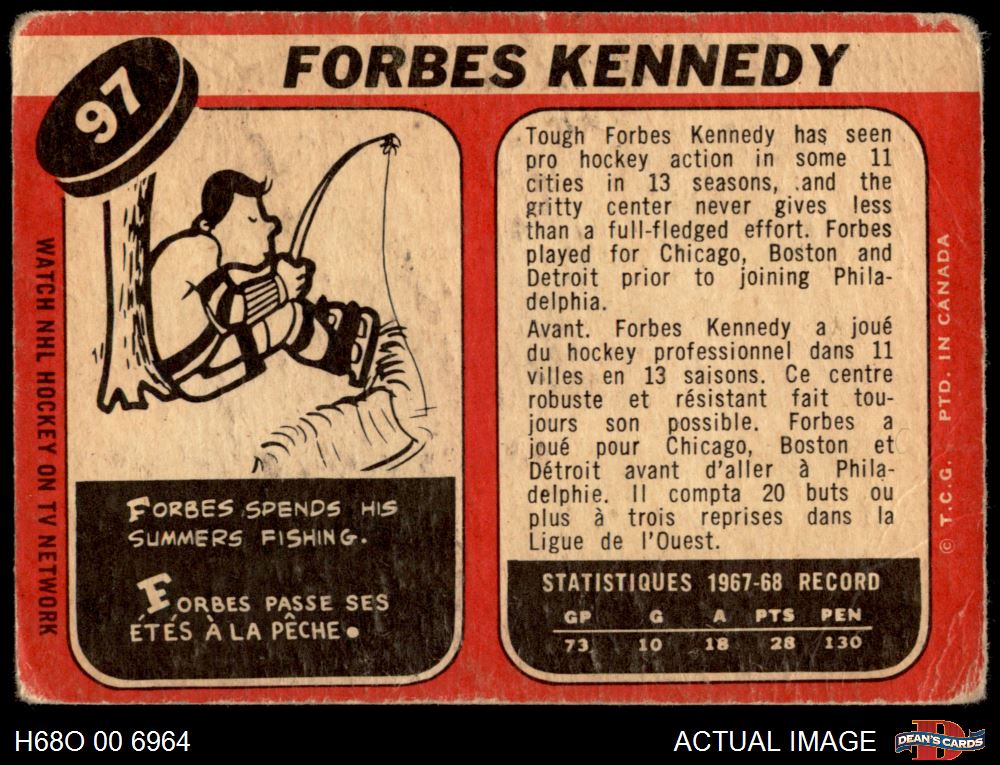 97
FORBES KENNEDY
WATCH NHL HOCKEY ON TV NETWORK
FORBES SPENDS HIS
SUMMERS FISHING.
FORBES PASSE SES
ÉTÉS À LA PÊCHE.
Tough Forbes Kennedy has seen
pro hockey action in some 11
cities in 13 seasons, and the
gritty center never gives less
than a full-fledged effort. Forbes
played for Chicago, Boston and
Detroit prior to joining Phila-
delphia.
Avant. Forbes Kennedy a joué
du hockey professionnel dans 11
villes en 13 saisons. Ce centre
robuste et résistant fait tou-
jours son possible. Forbes a
joué pour Chicago, Boston et
Détroit avant d'aller à Phila-
delphie. Il compta 20 buts ou
plus à trois reprises dans la
Ligue de l'Ouest.
STATISTIQUES 1967-68 RECORD
GP G A PTS PEN
73 10 18 28 130
© T.C.G. PTD. IN CANADA
H68O 00 6964
ACTUAL IMAGE
DEAN'S CARDS